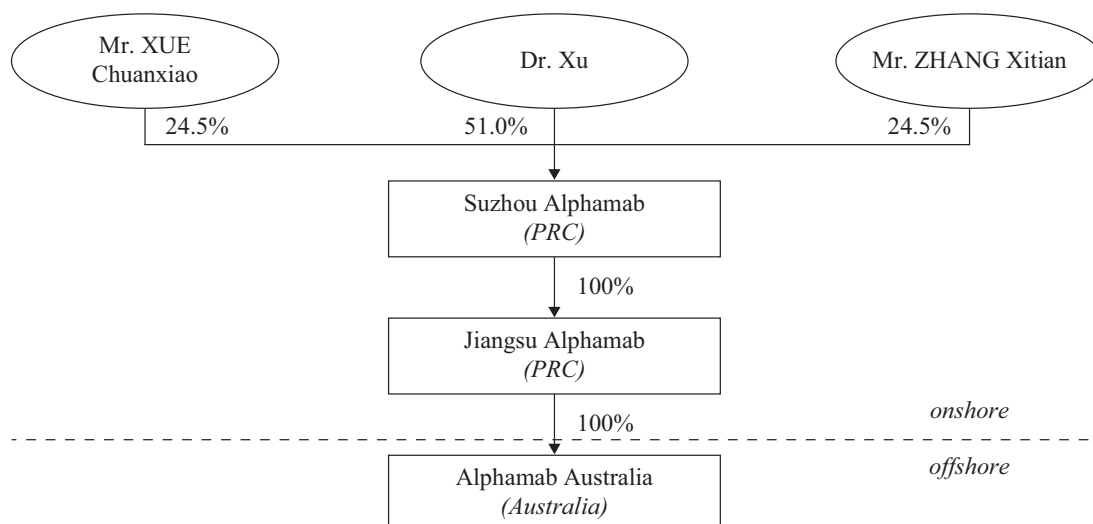 Mr. XUE
Chuanxiao
Dr. Xu
Mr. ZHANG Xitian
24.5%
51.0%
24.5%
Suzhou Alphamab
(PRC)
100%
Jiangsu Alphamab
(PRC)
100%
onshore
offshore
Alphamab Australia
(Australia)